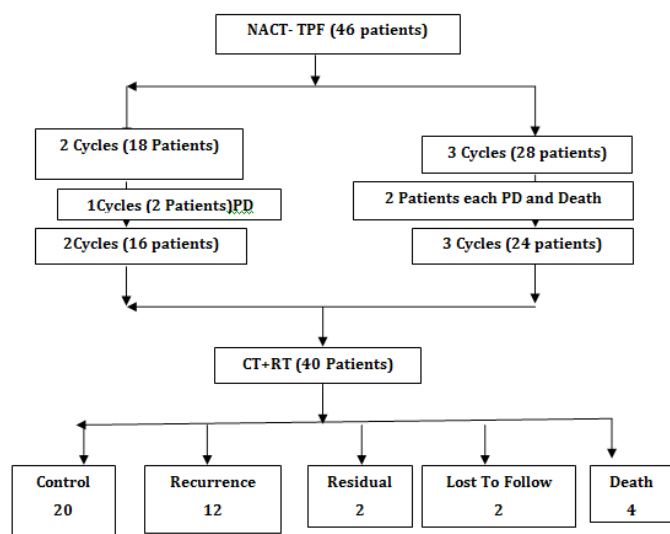 NACT- TPF (46 patients)
2 Cycles (18 Patients)
3 Cycles (28 patients)
1Cycles (2 Patients)PD
2 Patients each PD and Death
2Cycles (16 patients)
3 Cycles (24 patients)
CT+RT (40 Patients)
Control
20
Recurrence
12
Residual
2
Lost To Follow
2
Death
4